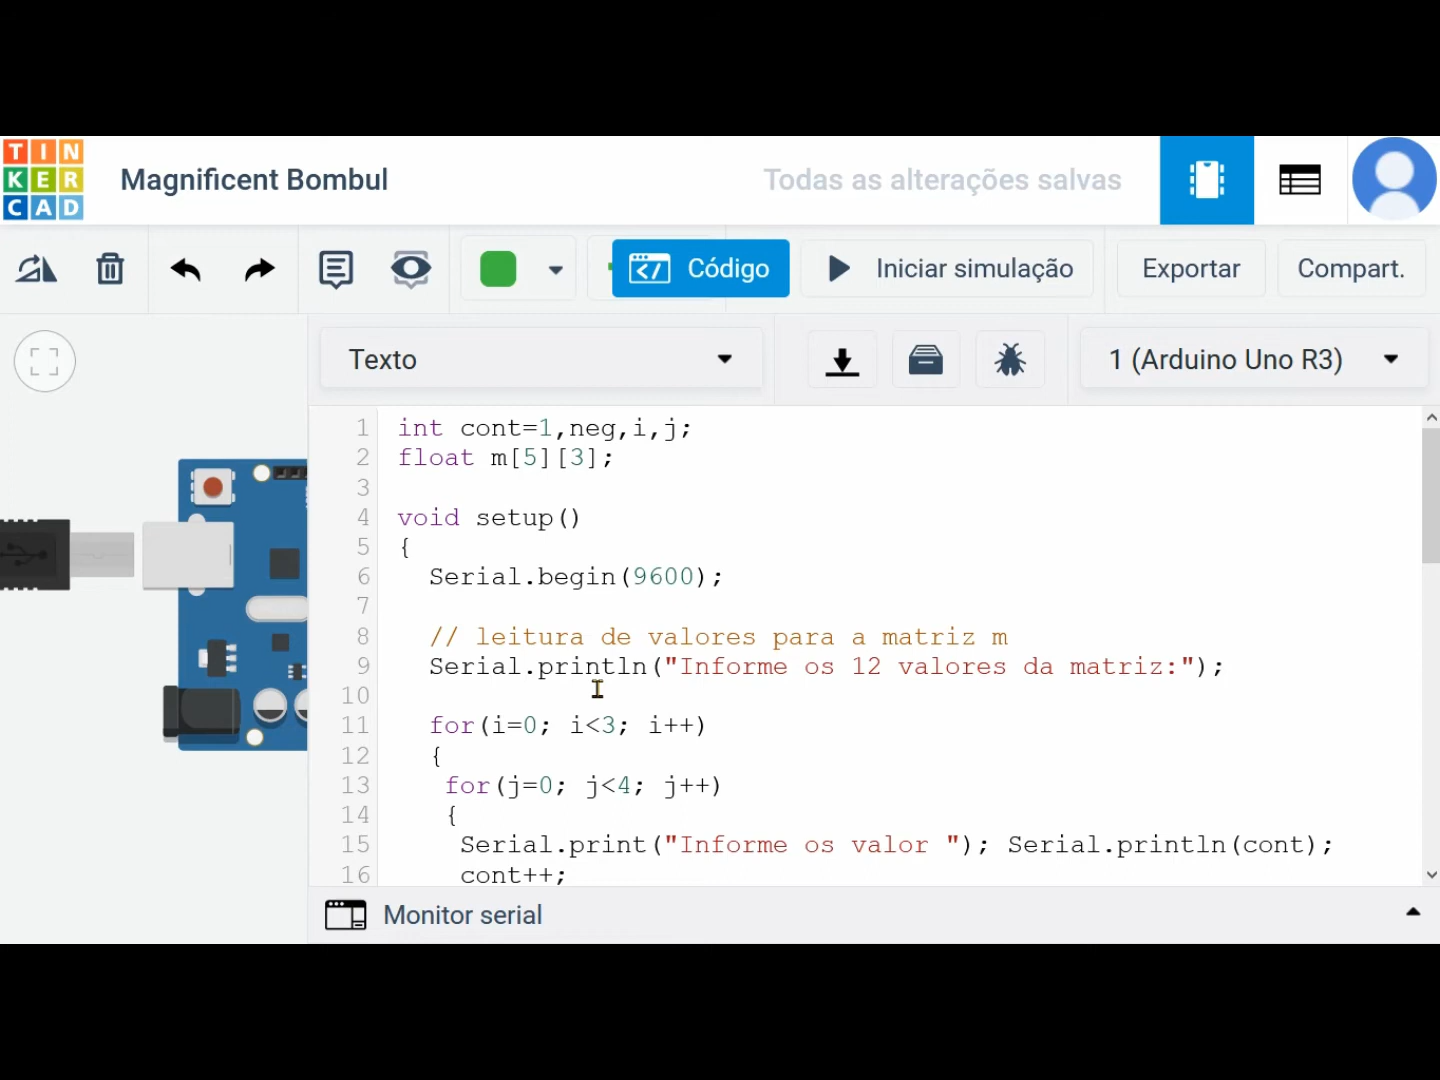 TIN
KER
CAD
Magnificent Bombul
Todas as alterações salvas
Código
Iniciar simulação
Exportar
Compart.
Texto
1 (Arduino Uno R3)
1 int cont=1,neg,i,j;
2 float m[5][3];
3
4 void setup()
5 {
6 Serial.begin(9600);
7
8 // leitura de valores para a matriz m
9 Serial.println("Informe os 12 valores da matriz:");
10
11 for(i=0; i<3; i++)
12 {
13 for(j=0; j<4; j++)
14 {
15 Serial.print("Informe os valor "); Serial.println(cont);
16 cont++;
Monitor serial